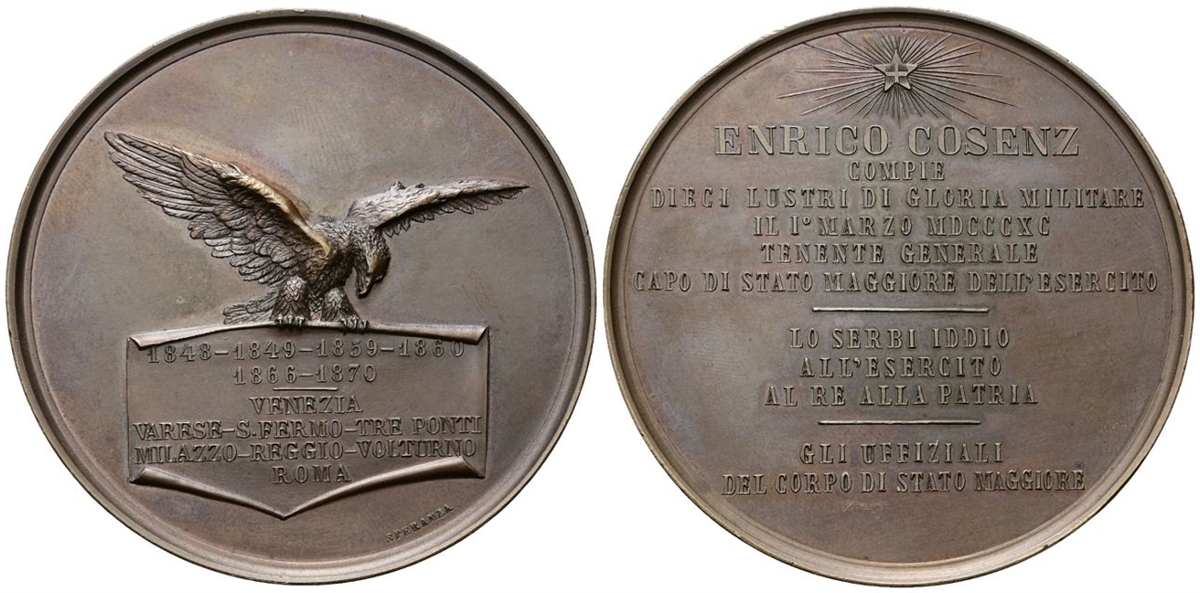 1848-1849-1859-1860
1866-1870
VENEZIA
VARESE-S.FERMO-TRE PONTI
MILAZZO-REGGIO-VOLTURNO
ROMA
SPERANZA
ENRICO COSENZ
COMPIE
DIECI LUSTRI DI GLORIA MILITARE
IL I° MARZO MDCCCXC
TENENTE GENERALE
CAPO DI STATO MAGGIORE DELL'ESERCITO
LO SERBI IDDIO
ALL'ESERCITO
AL RE ALLA PATRIA
GLI UFFIZIALI
DEL CORPO DI STATO MAGGIORE